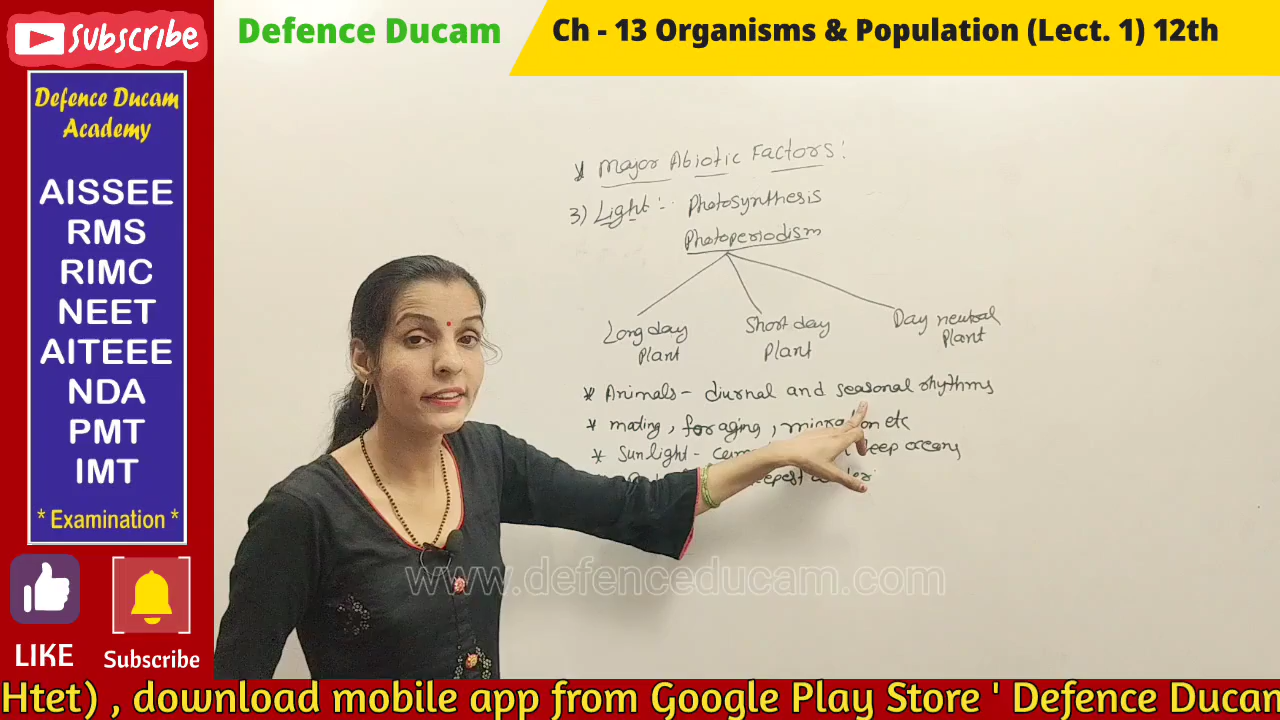 SUBSCRIBE
Defence Ducam
Ch - 13 Organisms & Population (Lect. 1) 12th
Defence Ducam
Academy
AISSEE
RMS
RIMC
NEET
AITEEE
NDA
PMT
IMT
* Examination *
LIKE
Subscribe
* Major Abiotic Factors:
3) Light :- Photosynthesis
Photoperiodism
Long day
Plant
Short day
Plant
Day neutral
Plant
* Animals - diurnal and seasonal rhythms
* mating, foraging, etc
* Sunlight - deep oceans
www.defenceducam.com
Htet) , download mobile app from Google Play Store ' Defence Ducam